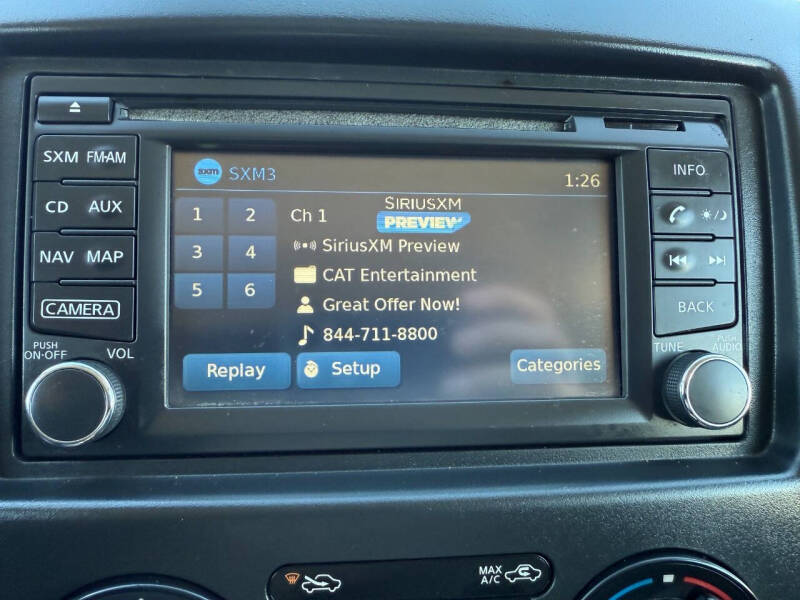 SXM FM-AM
CD AUX
NAV MAP
CAMERA
PUSH
ON-OFF
VOL
sxm SXM3
1:26
1 2
3 4
5 6
Ch 1
SIRIUSXM
PREVIEW
SiriusXM Preview
CAT Entertainment
Great Offer Now!
844-711-8800
Replay
Setup
Categories
INFO
BACK
TUNE
PUSH
AUDIO
MAX
A/C